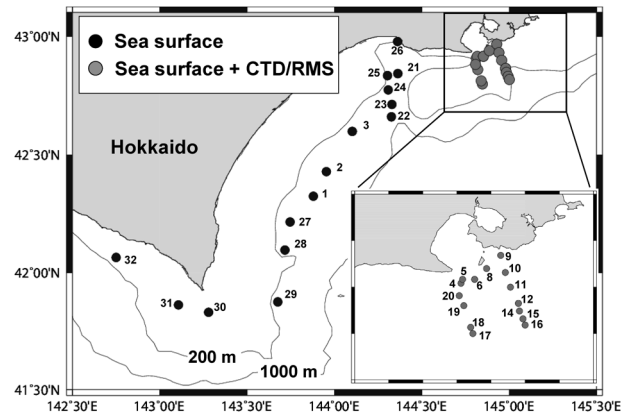 43°00'N
42°30'N
42°00'N
41°30'N
Sea surface
Sea surface + CTD/RMS
Hokkaido
26
25
21
24
23
22
3
2
1
27
28
29
32
31
30
200 m
1000 m
9
5
8
10
4
6
11
20
12
19
14
15
18
16
17
142°30'E
143°00'E
143°30'E
144°00'E
144°30'E
145°00'E
145°30'E